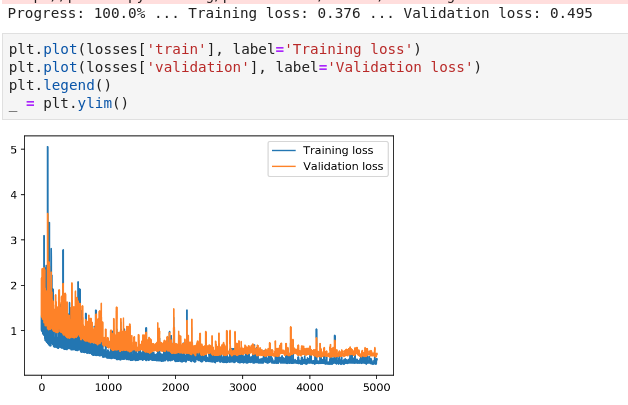 Progress: 100.0% ... Training loss: 0.376 ... Validation loss: 0.495
plt.plot(losses['train'], label='Training loss')
plt.plot(losses['validation'], label='Validation loss')
plt.legend()
_ = plt.ylim()
Training loss
Validation loss
5
4
3
2
1
0 1000 2000 3000 4000 5000